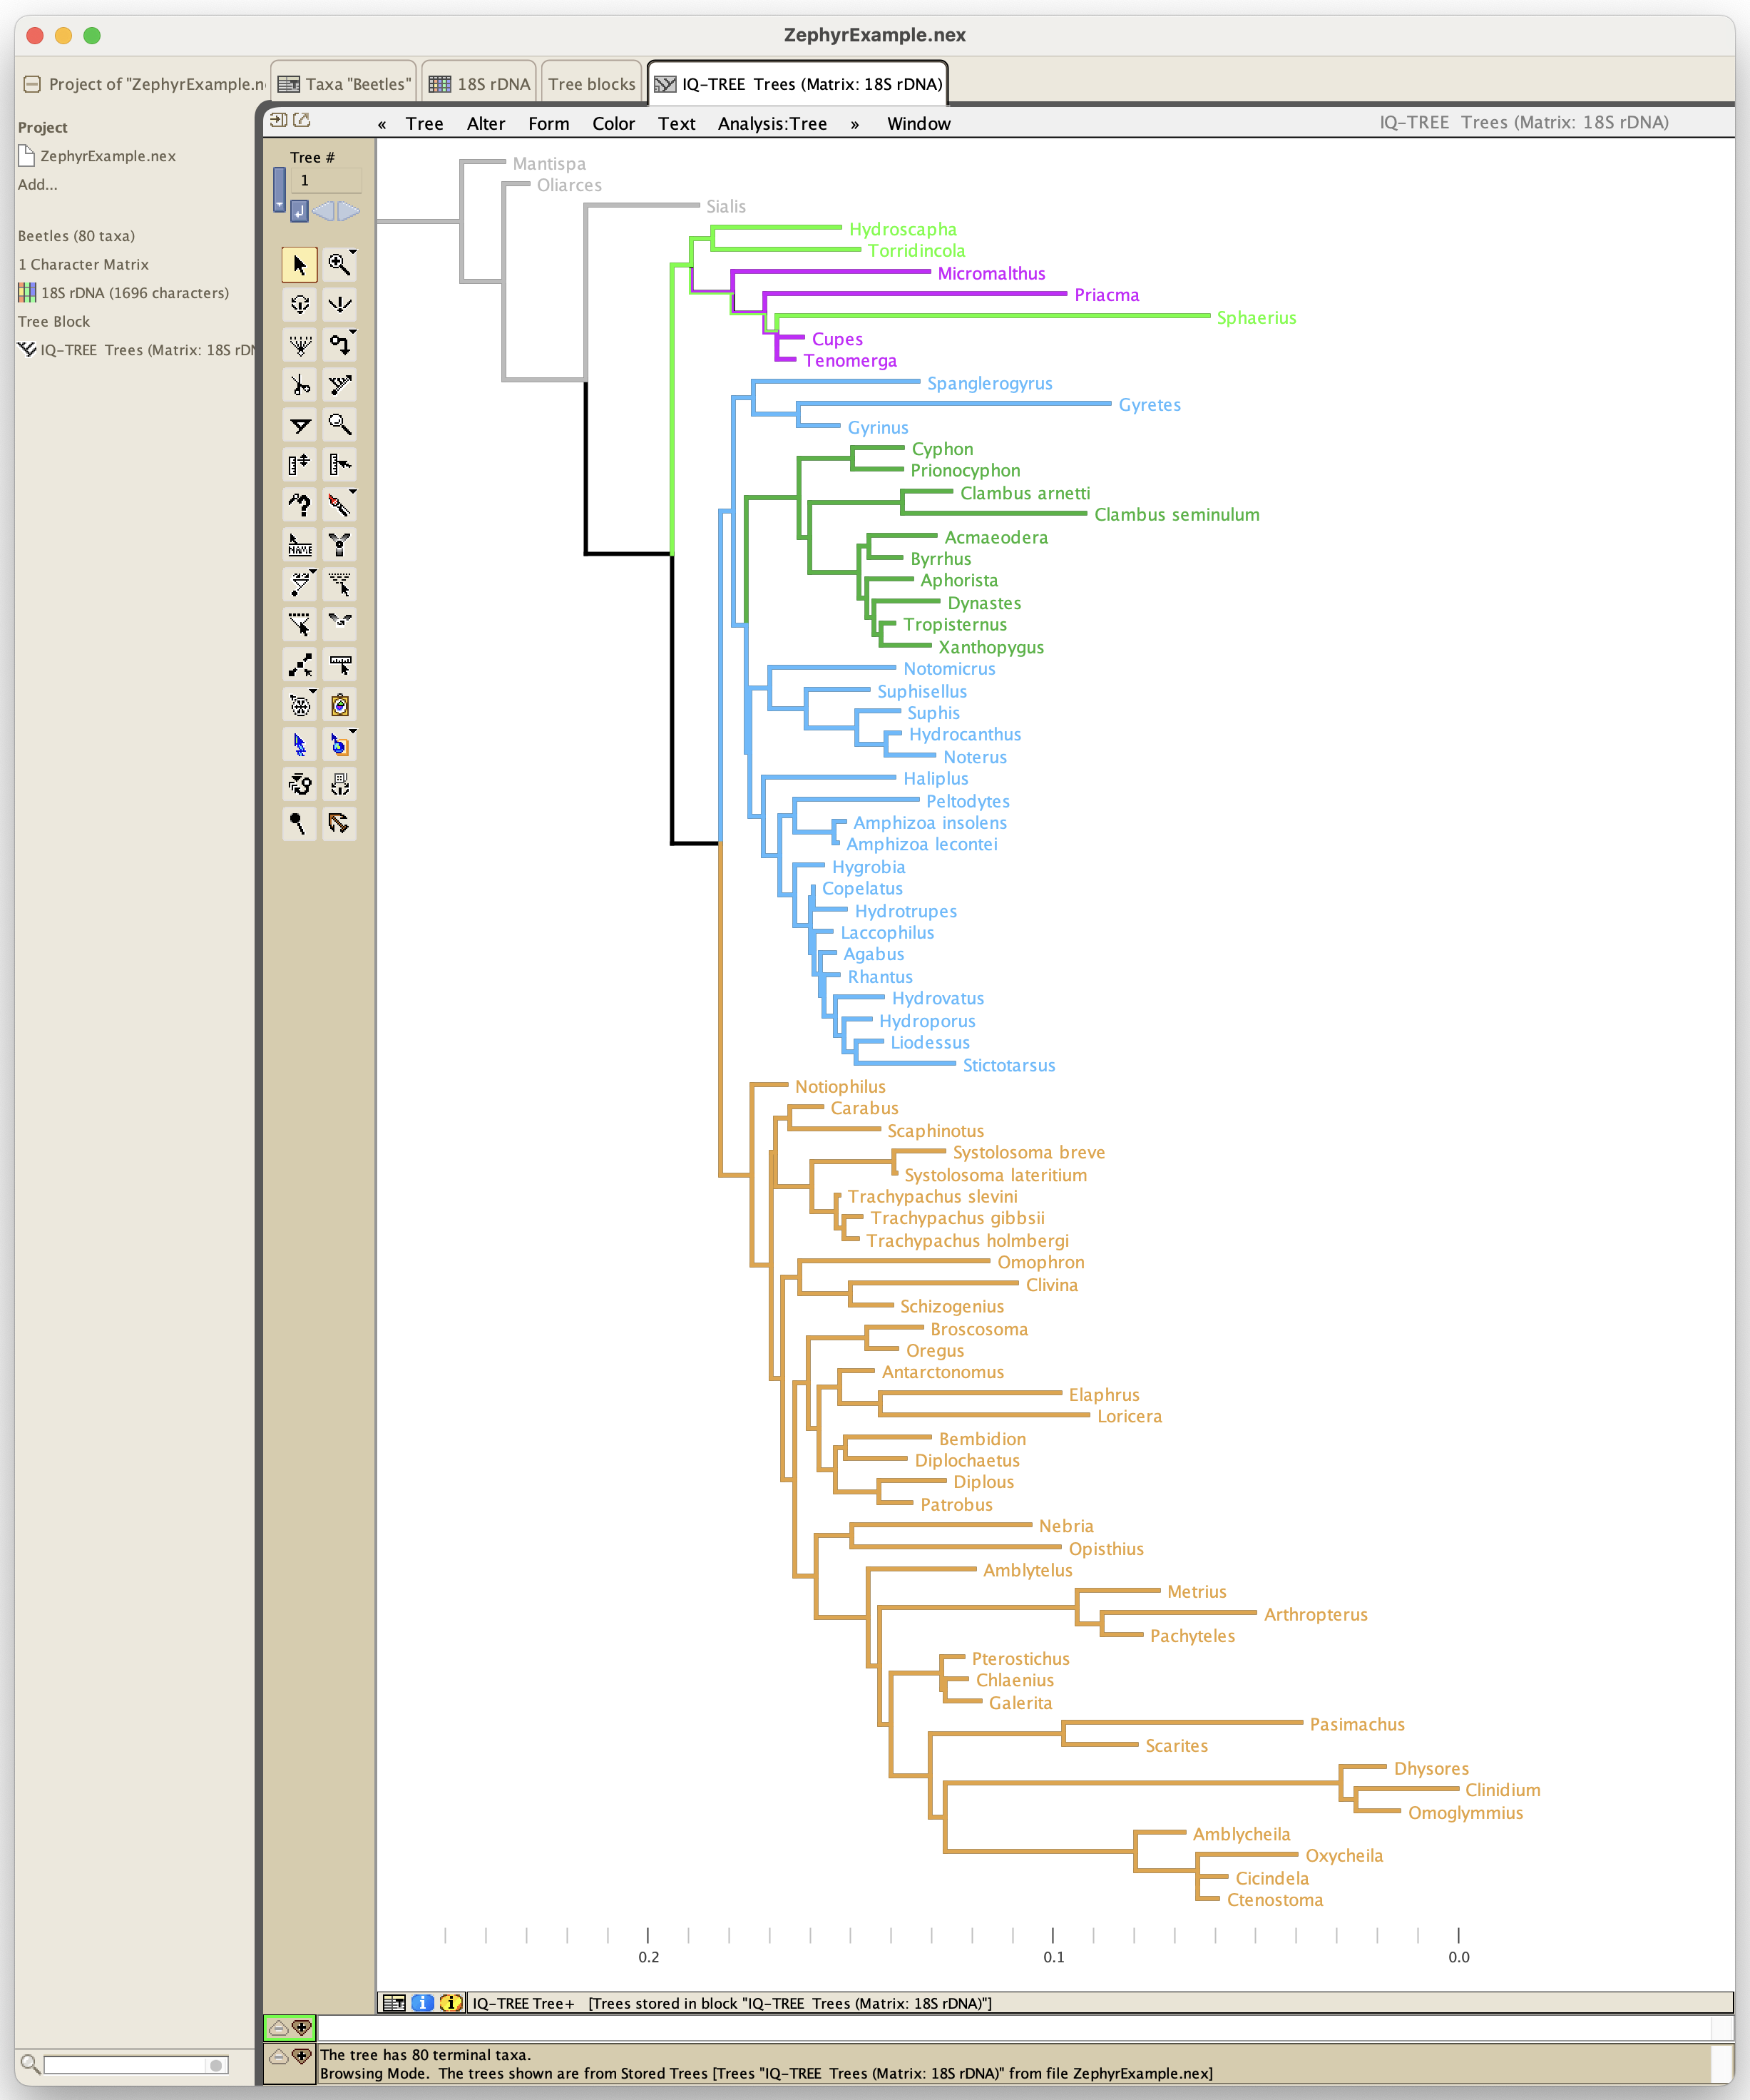 ZephyrExample.nex
Project of "ZephyrExample.n
Taxa "Beetles"
18S rDNA
Tree blocks
IQ-TREE  Trees (Matrix: 18S rDNA)
« Tree Alter Form Color Text Analysis:Tree » Window
IQ-TREE  Trees (Matrix: 18S rDNA)
Project
ZephyrExample.nex
Add...
Beetles (80 taxa)
1 Character Matrix
18S rDNA (1696 characters)
Tree Block
IQ-TREE  Trees (Matrix: 18S rDN
Tree #
1
NAME
Mantispa
Oliarces
Sialis
Hydroscapha
Torridincola
Micromalthus
Priacma
Sphaerius
Cupes
Tenomerga
Spanglerogyrus
Gyretes
Gyrinus
Cyphon
Prionocyphon
Clambus arnetti
Clambus seminulum
Acmaeodera
Byrrhus
Aphorista
Dynastes
Tropisternus
Xanthopygus
Notomicrus
Suphisellus
Suphis
Hydrocanthus
Noterus
Haliplus
Peltodytes
Amphizoa insolens
Amphizoa lecontei
Hygrobia
Copelatus
Hydrotrupes
Laccophilus
Agabus
Rhantus
Hydrovatus
Hydroporus
Liodessus
Stictotarsus
Notiophilus
Carabus
Scaphinotus
Systolosoma breve
Systolosoma lateritium
Trachypachus slevini
Trachypachus gibbsii
Trachypachus holmbergi
Omophron
Clivina
Schizogenius
Broscosoma
Oregus
Antarctonomus
Elaphrus
Loricera
Bembidion
Diplochaetus
Diplous
Patrobus
Nebria
Opisthius
Amblytelus
Metrius
Arthropterus
Pachyteles
Pterostichus
Chlaenius
Galerita
Pasimachus
Scarites
Dhysores
Clinidium
Omoglymmius
Amblycheila
Oxycheila
Cicindela
Ctenostoma
0.2 0.1 0.0
IQ-TREE Tree+   [Trees stored in block "IQ-TREE  Trees (Matrix: 18S rDNA)"]
The tree has 80 terminal taxa.
Browsing Mode.  The trees shown are from Stored Trees [Trees "IQ-TREE  Trees (Matrix: 18S rDNA)" from file ZephyrExample.nex]